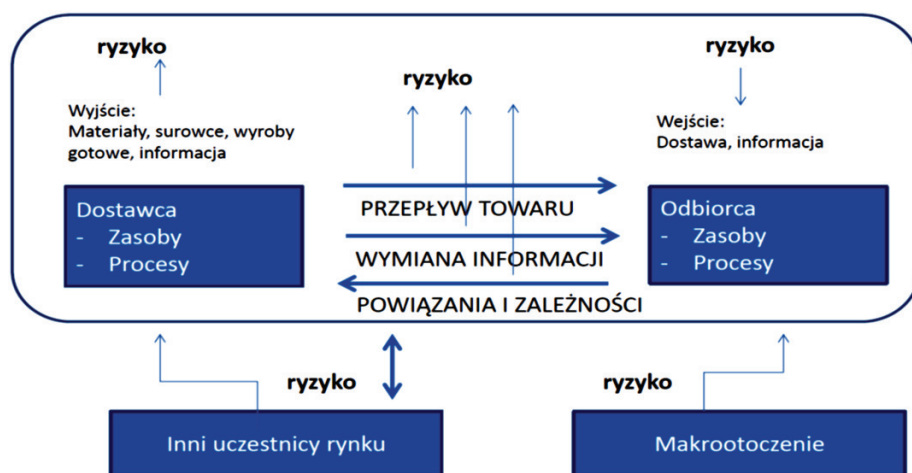 ryzyko
ryzyko
ryzyko
Wyjście:
Materiały, surowce, wyroby
gotowe, informacja
Wejście:
Dostawa, informacja
Dostawca
- Zasoby
- Procesy
PRZEPŁYW TOWARU
WYMIANA INFORMACJI
POWIĄZANIA I ZALEŻNOŚCI
Odbiorca
- Zasoby
- Procesy
ryzyko
ryzyko
Inni uczestnicy rynku
Makrootoczenie